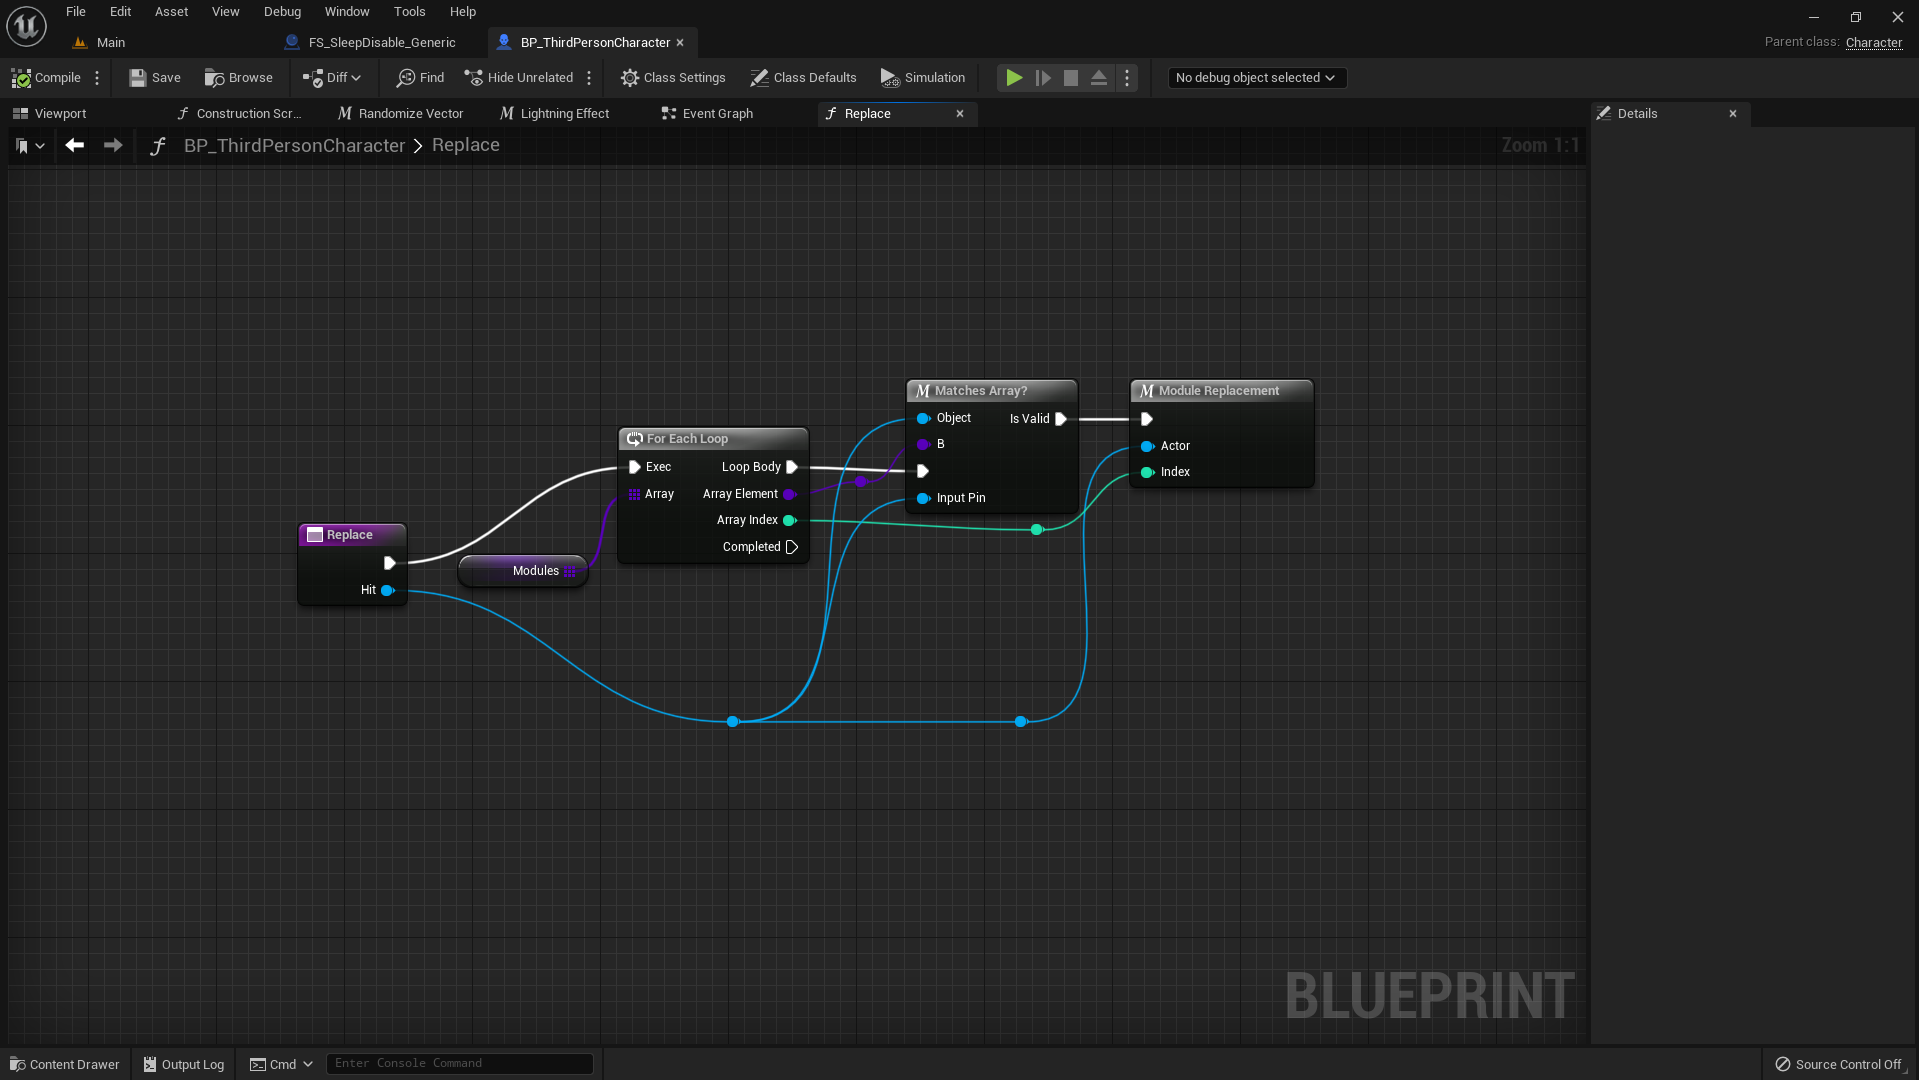 File Edit Asset View Debug Window Tools Help
Main FS_SleepDisable_Generic BP_ThirdPersonCharacter
Parent class: Character
Compile Save Browse Diff Find Hide Unrelated Class Settings Class Defaults Simulation No debug object selected
Viewport Construction Scr... Randomize Vector Lightning Effect Event Graph Replace Details
BP_ThirdPersonCharacter > Replace Zoom 1:1
Replace
Hit
Modules
For Each Loop
Exec Loop Body
Array Array Element
Array Index
Completed
Matches Array?
Object Is Valid
B
Input Pin
Module Replacement
Actor
Index
BLUEPRINT
Content Drawer Output Log Cmd Enter Console Command Source Control Off